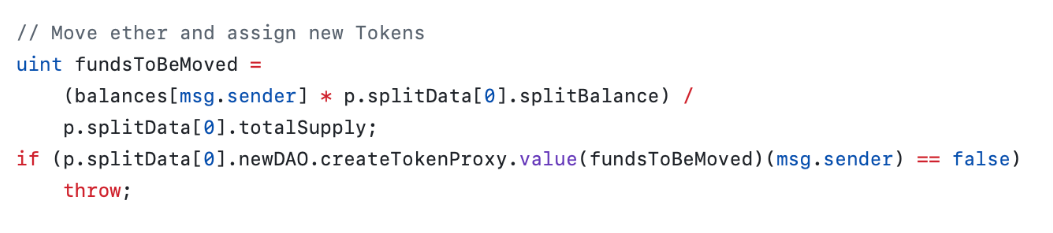 // Move ether and assign new Tokens
uint fundsToBeMoved =
    (balances[msg.sender] * p.splitData[0].splitBalance) /
    p.splitData[0].totalSupply;
if (p.splitData[0].newDAO.createTokenProxy.value(fundsToBeMoved)(msg.sender) == false)
    throw;